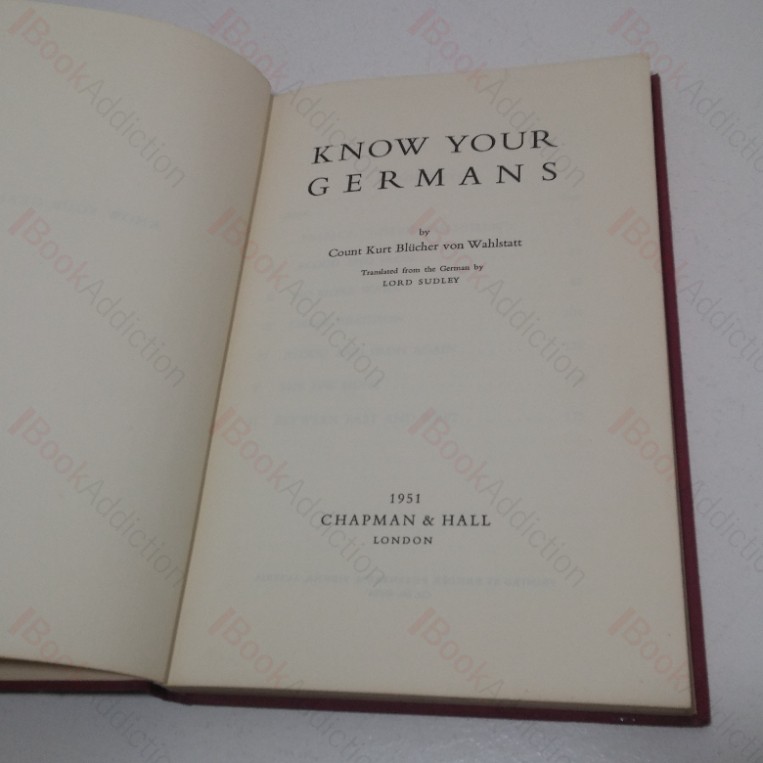 KNOW YOUR
GERMANS
by
Count Kurt Blücher von Wahlstatt
Translated from the German by
LORD SUDLEY
1951
CHAPMAN & HALL
LONDON
BookAddiction